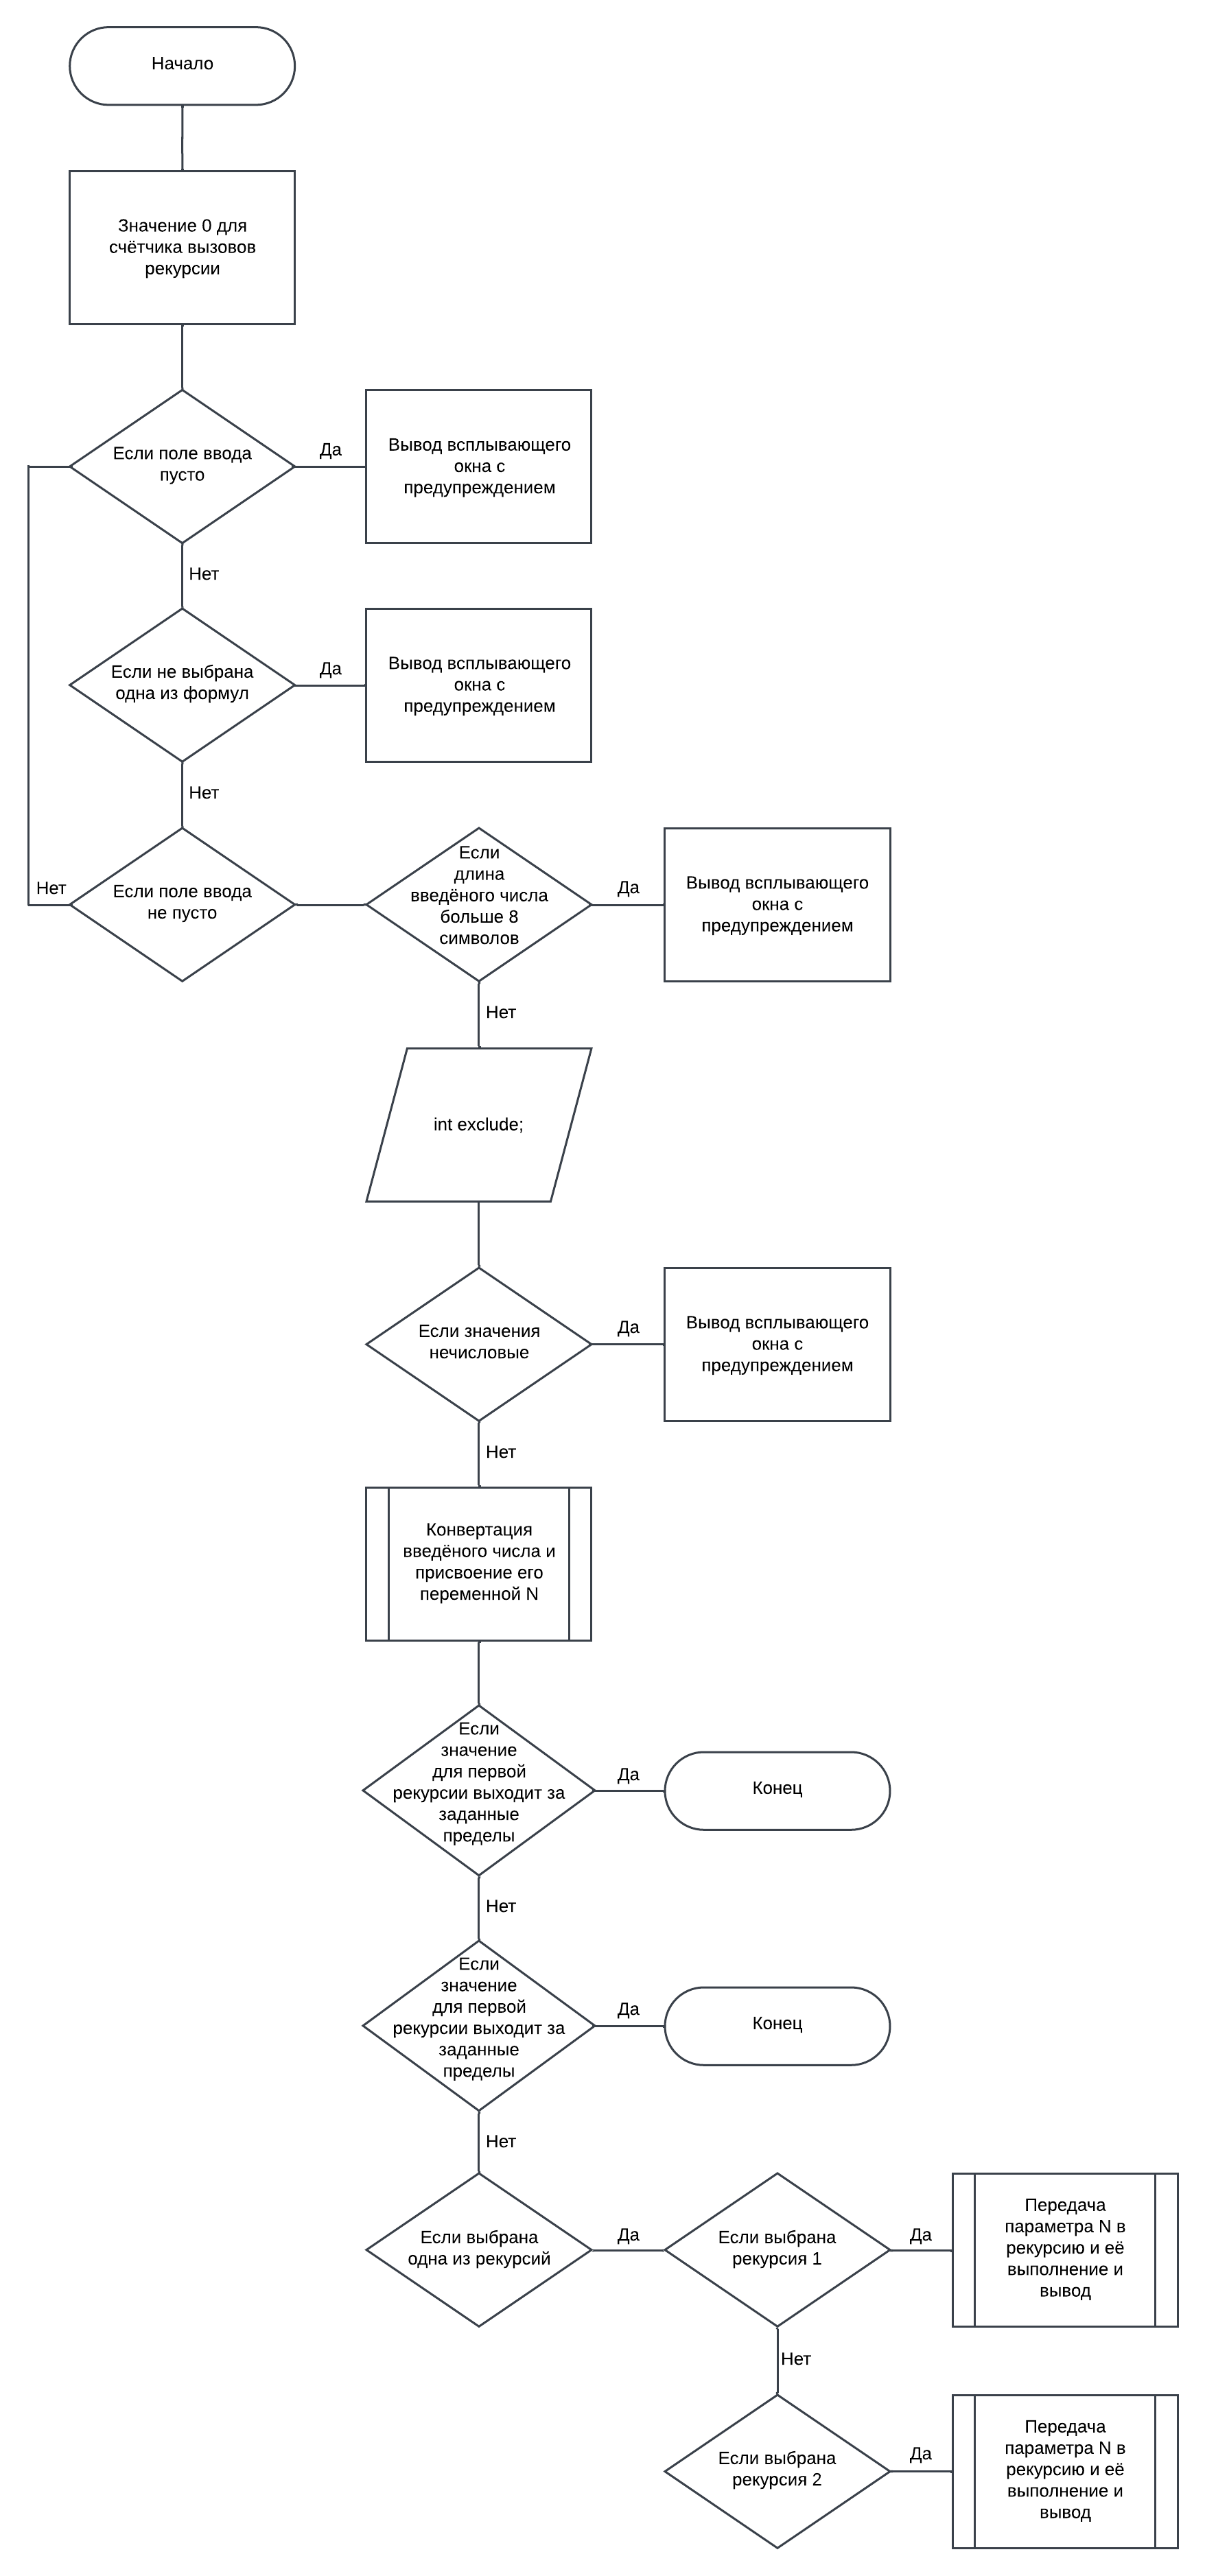 Начало
Значение 0 для
счётчика вызовов
рекурсии
Если поле ввода
пусто
Да
Вывод всплывающего
окна с
предупреждением
Нет
Если не выбрана
одна из формул
Да
Вывод всплывающего
окна с
предупреждением
Нет
Нет
Если поле ввода
не пусто
Если
длина
введёного числа
больше 8
символов
Да
Вывод всплывающего
окна с
предупреждением
Нет
int exclude;
Если значения
нечисловые
Да
Вывод всплывающего
окна с
предупреждением
Нет
Конвертация
введёного числа и
присвоение его
переменной N
Если
значение
для первой
рекурсии выходит за
заданные
пределы
Да
Конец
Нет
Если
значение
для первой
рекурсии выходит за
заданные
пределы
Да
Конец
Нет
Если выбрана
одна из рекурсий
Да
Если выбрана
рекурсия 1
Да
Передача
параметра N в
рекурсию и её
выполнение и
вывод
Нет
Если выбрана
рекурсия 2
Да
Передача
параметра N в
рекурсию и её
выполнение и
вывод